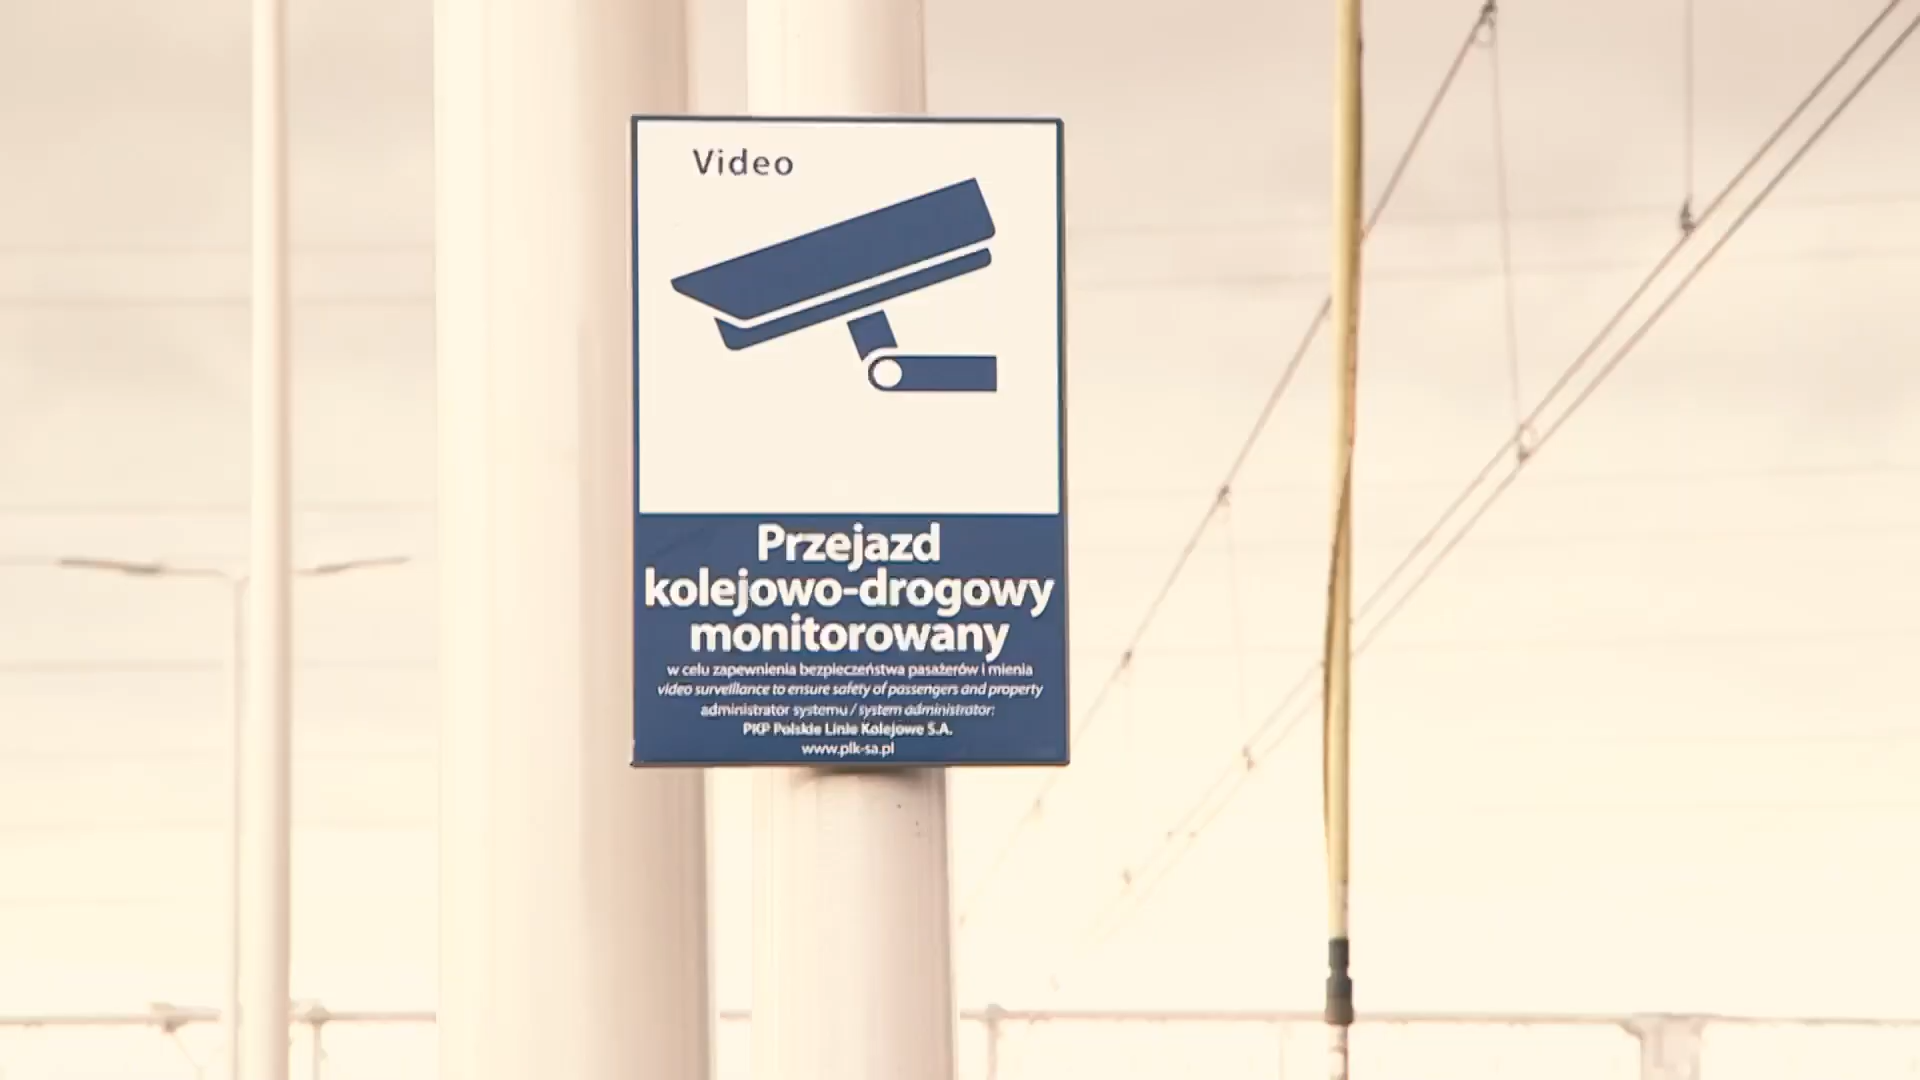 Video
Przejazd
kolejowo-drogowy
monitorowany
w celu zapewnienia bezpieczeństwa pasażerów i mienia
video surveillance to ensure safety of passengers and property
administrator systemu / system administrator:
PKP Polskie Linie Kolejowe S.A.
www.plk-sa.pl